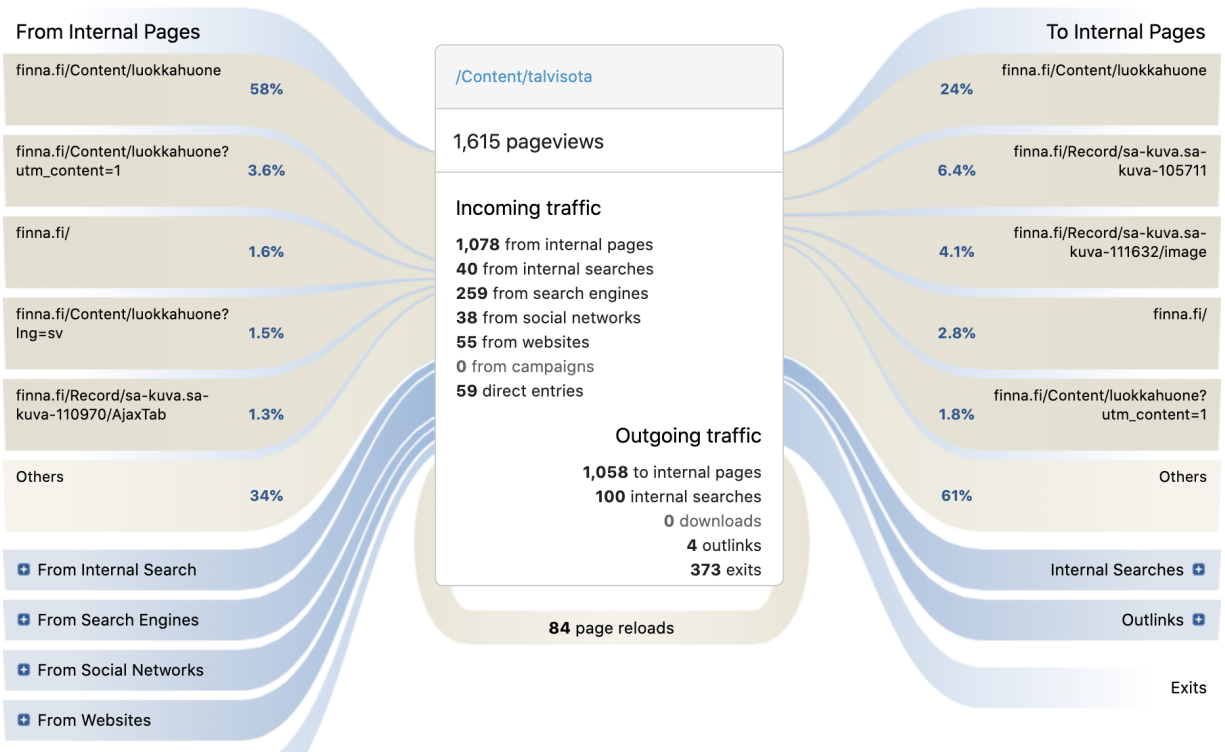 From Internal Pages
finna.fi/Content/luokkahuone
58%
finna.fi/Content/luokkahuone?
utm_content=1
3.6%
finna.fi/
1.6%
finna.fi/Content/luokkahuone?
lng=sv
1.5%
finna.fi/Record/sa-kuva.sa-
kuva-110970/AjaxTab
1.3%
Others
34%
From Internal Search
From Search Engines
From Social Networks
From Websites
/Content/talvisota
1,615 pageviews
Incoming traffic
1,078 from internal pages
40 from internal searches
259 from search engines
38 from social networks
55 from websites
0 from campaigns
59 direct entries
Outgoing traffic
1,058 to internal pages
100 internal searches
0 downloads
4 outlinks
373 exits
84 page reloads
To Internal Pages
finna.fi/Content/luokkahuone
24%
finna.fi/Record/sa-kuva.sa-
kuva-105711
6.4%
finna.fi/Record/sa-kuva.sa-
kuva-111632/image
4.1%
finna.fi/
2.8%
finna.fi/Content/luokkahuone?
utm_content=1
1.8%
Others
61%
Internal Searches
Outlinks
Exits